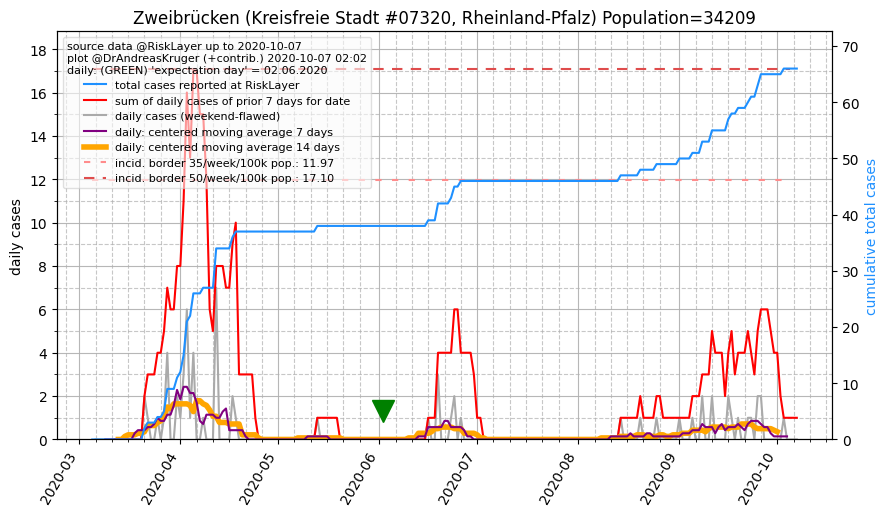 Zweibrücken (Kreisfreie Stadt #07320, Rheinland-Pfalz) Population=34209
source data @RiskLayer up to 2020-10-07
plot @DrAndreasKruger (+contrib.) 2020-10-07 02:02
daily: (GREEN) 'expectation day' = 02.06.2020
total cases reported at RiskLayer
sum of daily cases of prior 7 days for date
daily cases (weekend-flawed)
daily: centered moving average 7 days
daily: centered moving average 14 days
incid. border 35/week/100k pop.: 11.97
incid. border 50/week/100k pop.: 17.10
daily cases
18
16
14
12
10
8
6
4
2
0
cumulative total cases
70
60
50
40
30
20
10
0
2020-03
2020-04
2020-05
2020-06
2020-07
2020-08
2020-09
2020-10